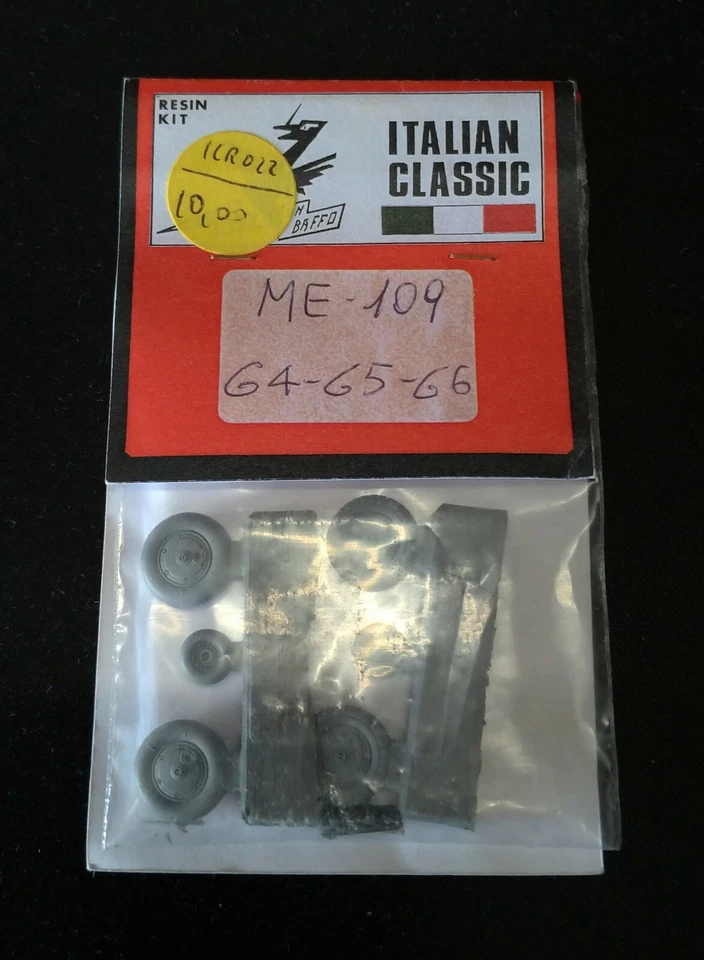 RESIN
KIT
ICR022
10,00
BAFFO
ITALIAN
CLASSIC
ME-109
G4-G5-G6